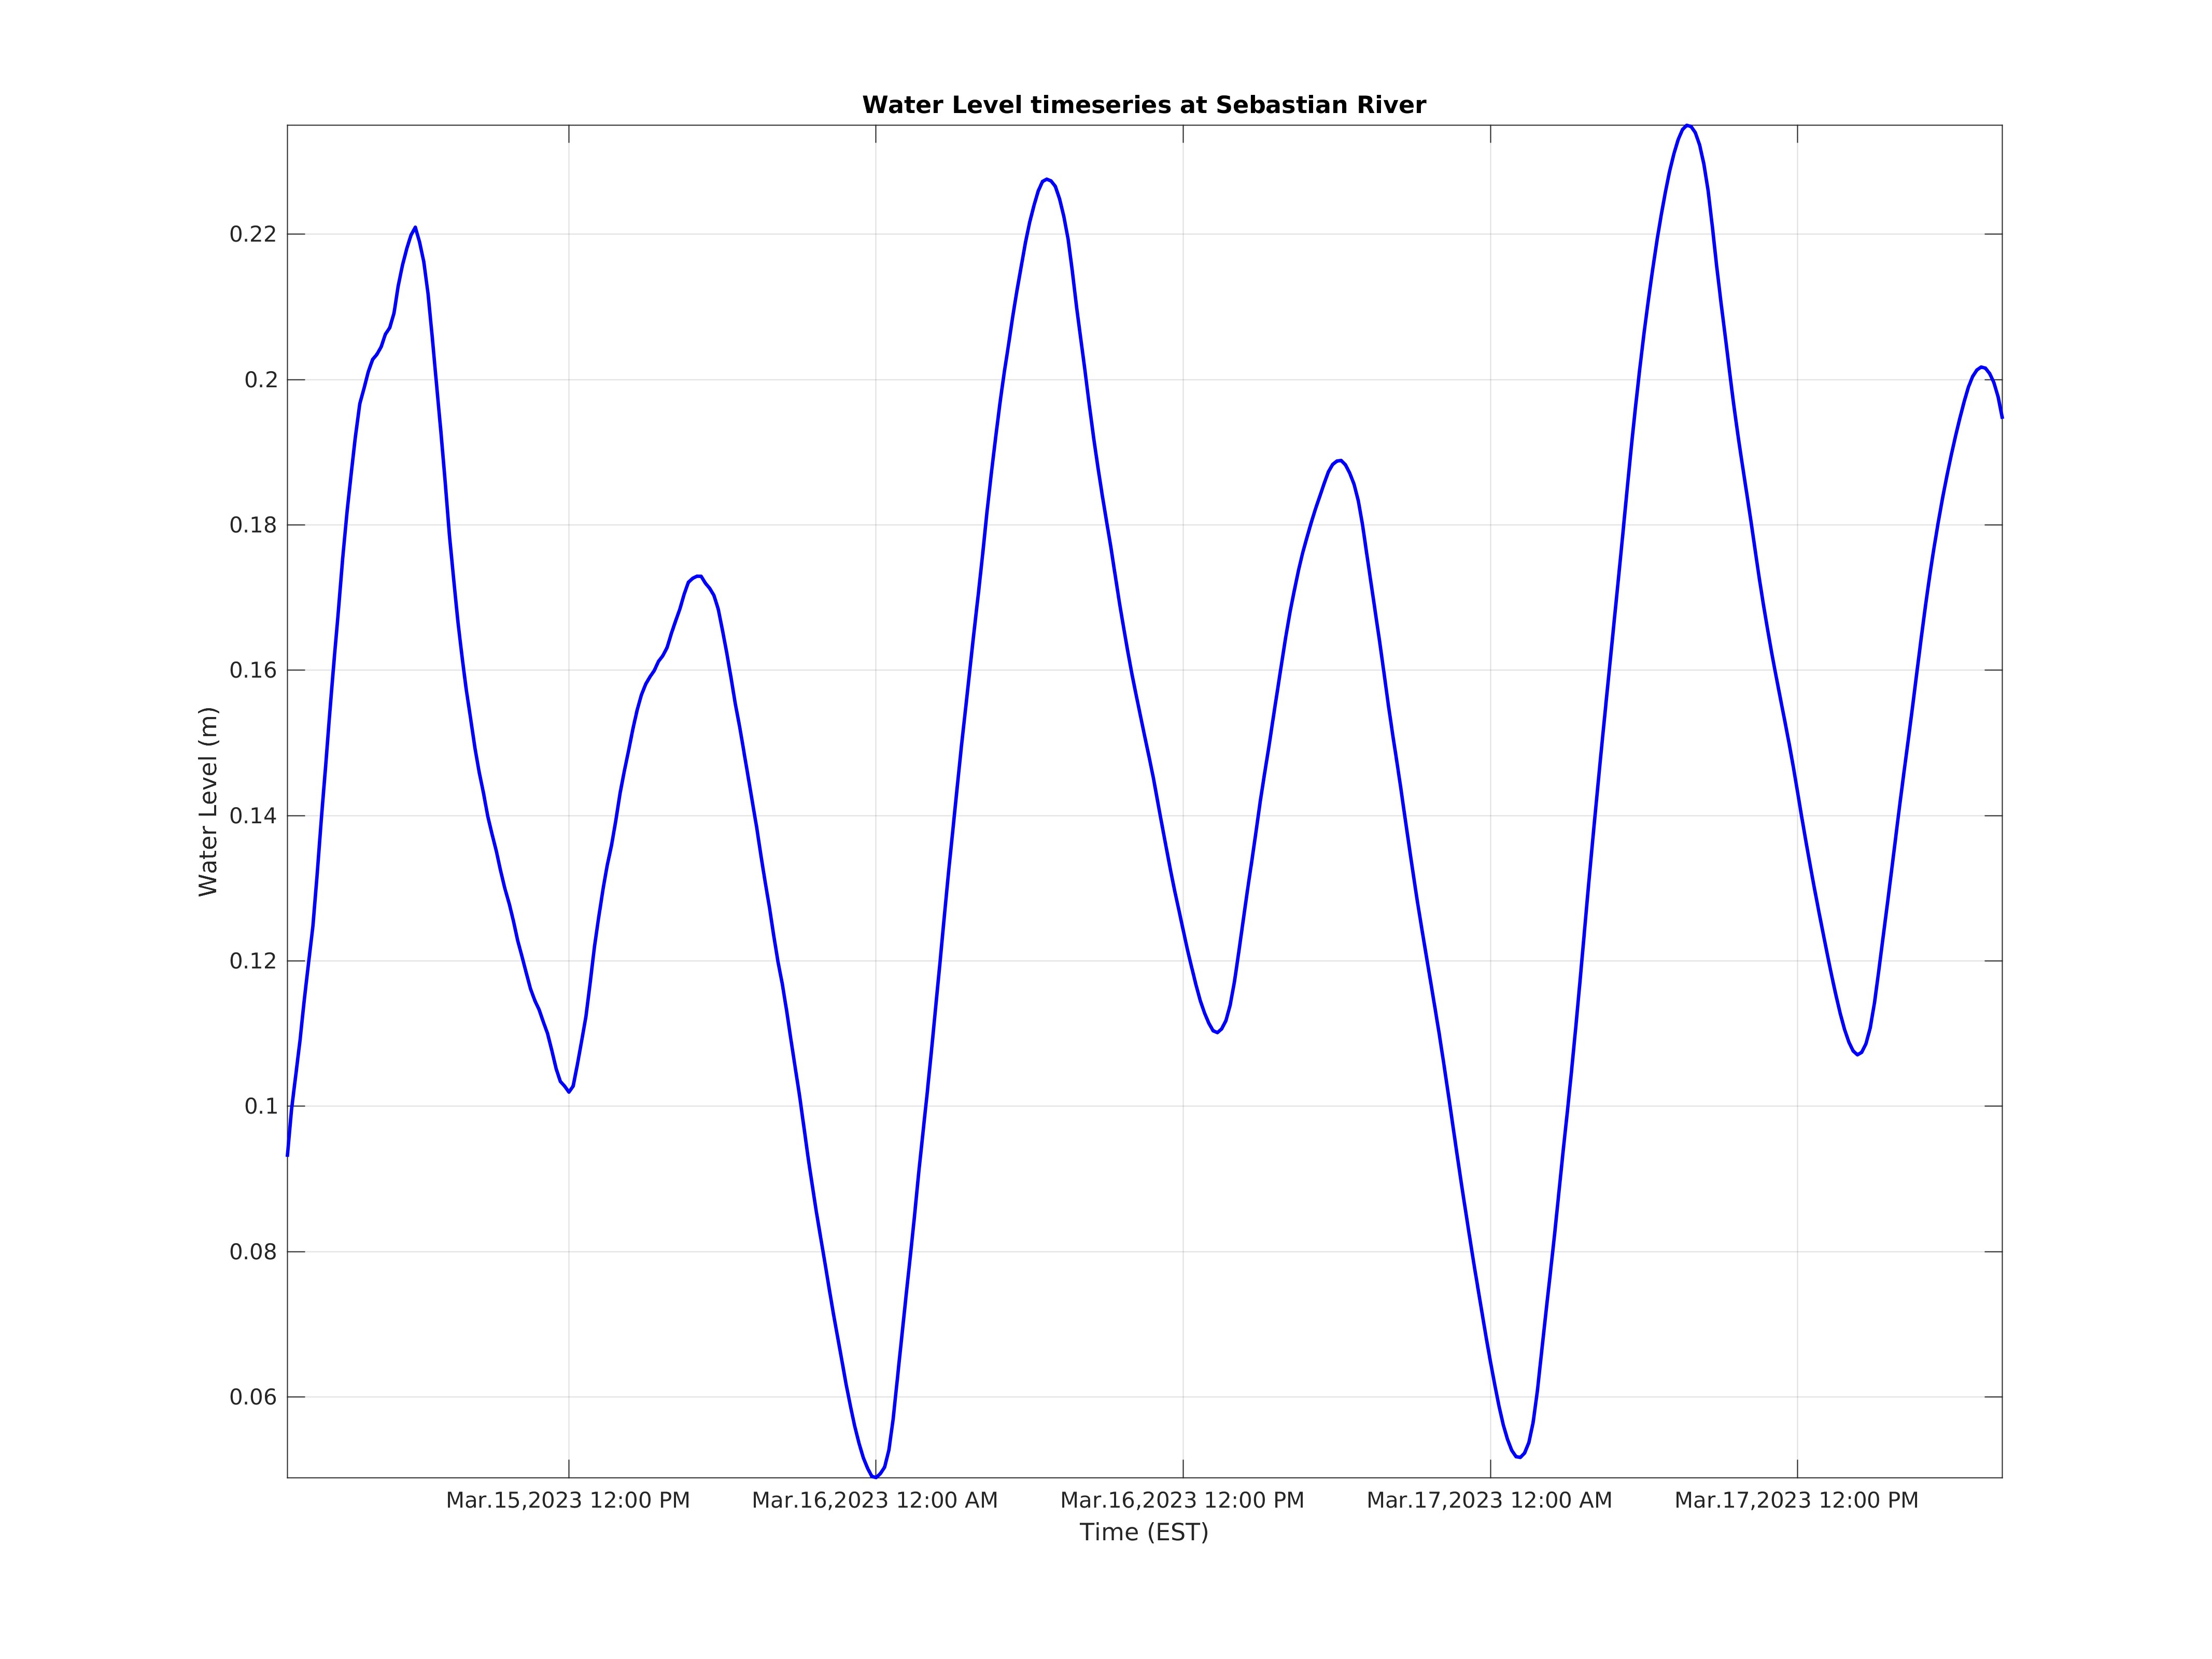 Water Level timeseries at Sebastian River
0.22
0.2
0.18
0.16
0.14
0.12
0.1
0.08
0.06
Water Level (m)
Mar.15,2023 12:00 PM
Mar.16,2023 12:00 AM
Mar.16,2023 12:00 PM
Mar.17,2023 12:00 AM
Mar.17,2023 12:00 PM
Time (EST)